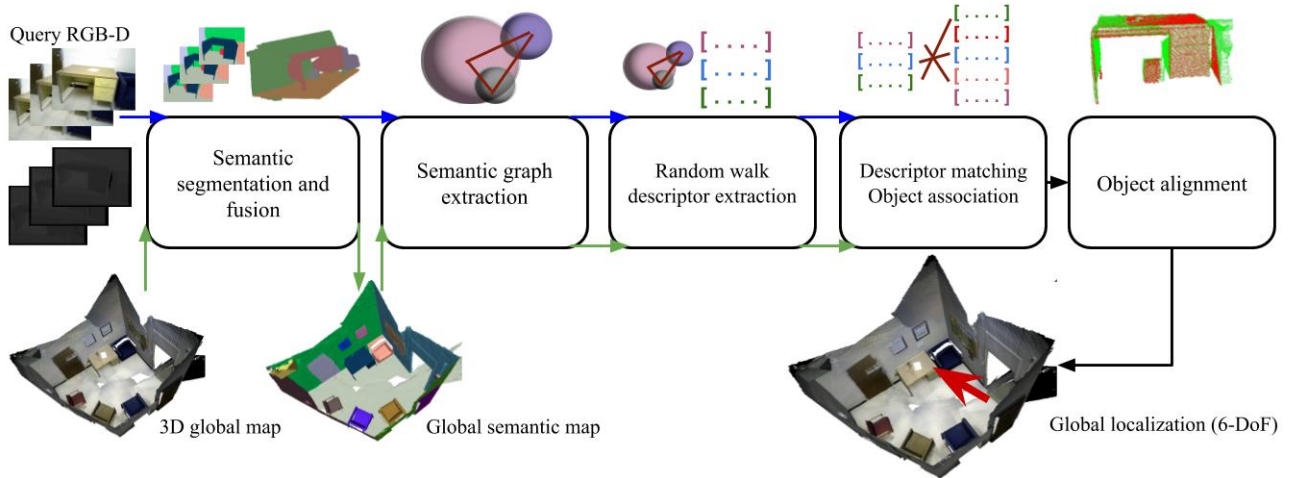 Query RGB-D
[ . . . . ]
[ . . . . ]
[ . . . . ]
[ . . . . ]
[ . . . . ]
[ . . . . ]
[ . . . . ]
[ . . . . ]
[ . . . . ]
[ . . . . ]
[ . . . . ]
Semantic
segmentation and
fusion
Semantic graph
extraction
Random walk
descriptor extraction
Descriptor matching
Object association
Object alignment
3D global map
Global semantic map
Global localization (6-DoF)